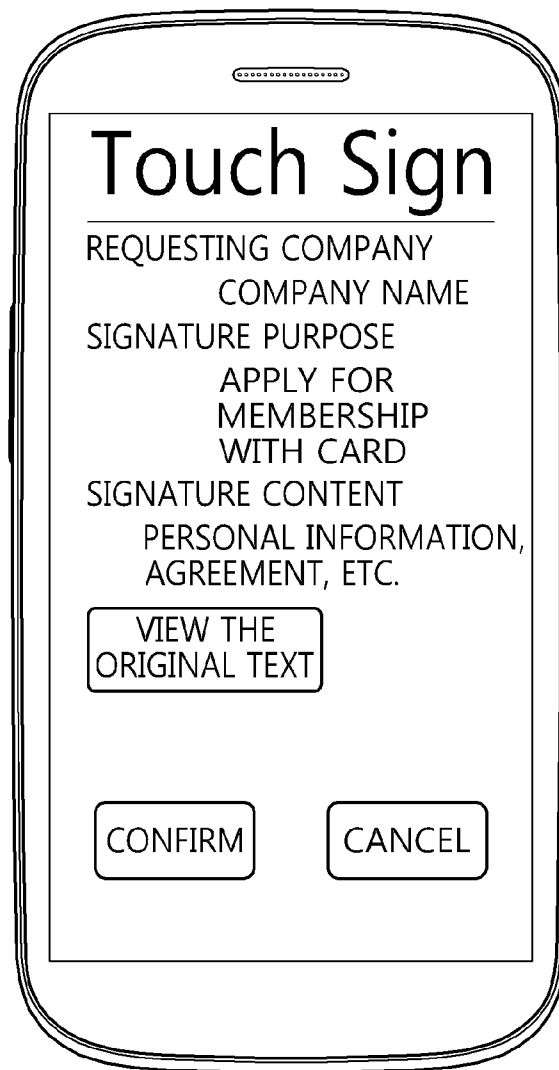 Touch Sign
REQUESTING COMPANY
COMPANY NAME
SIGNATURE PURPOSE
APPLY FOR
MEMBERSHIP
WITH CARD
SIGNATURE CONTENT
PERSONAL INFORMATION,
AGREEMENT, ETC.
VIEW THE
ORIGINAL TEXT
CONFIRM
CANCEL